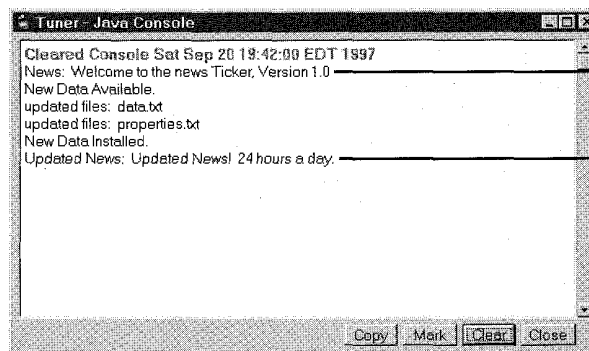 Tuner - Java Console
Cleared Console Sat Sep 20 19:42:00 EDT 1997
News: Welcome to the news Ticker, Version 1.0
New Data Available.
updated files: data.txt
updated files: properties.txt
New Data Installed.
Updated News: Updated News! 24 hours a day.
Copy Mark Clear Close